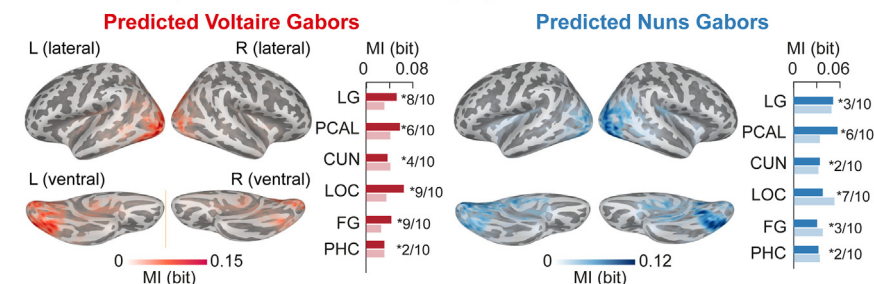 Predicted Voltaire Gabors
L (lateral)
R (lateral)
MI (bit)
0 0.08
LG *8/10
PCAL *6/10
CUN *4/10
LOC *9/10
FG *9/10
PHC *2/10
L (ventral)
R (ventral)
0 0.15
MI (bit)
Predicted Nuns Gabors
MI (bit)
0 0.06
LG *3/10
PCAL *6/10
CUN *2/10
LOC *7/10
FG *3/10
PHC *2/10
0 0.12
MI (bit)